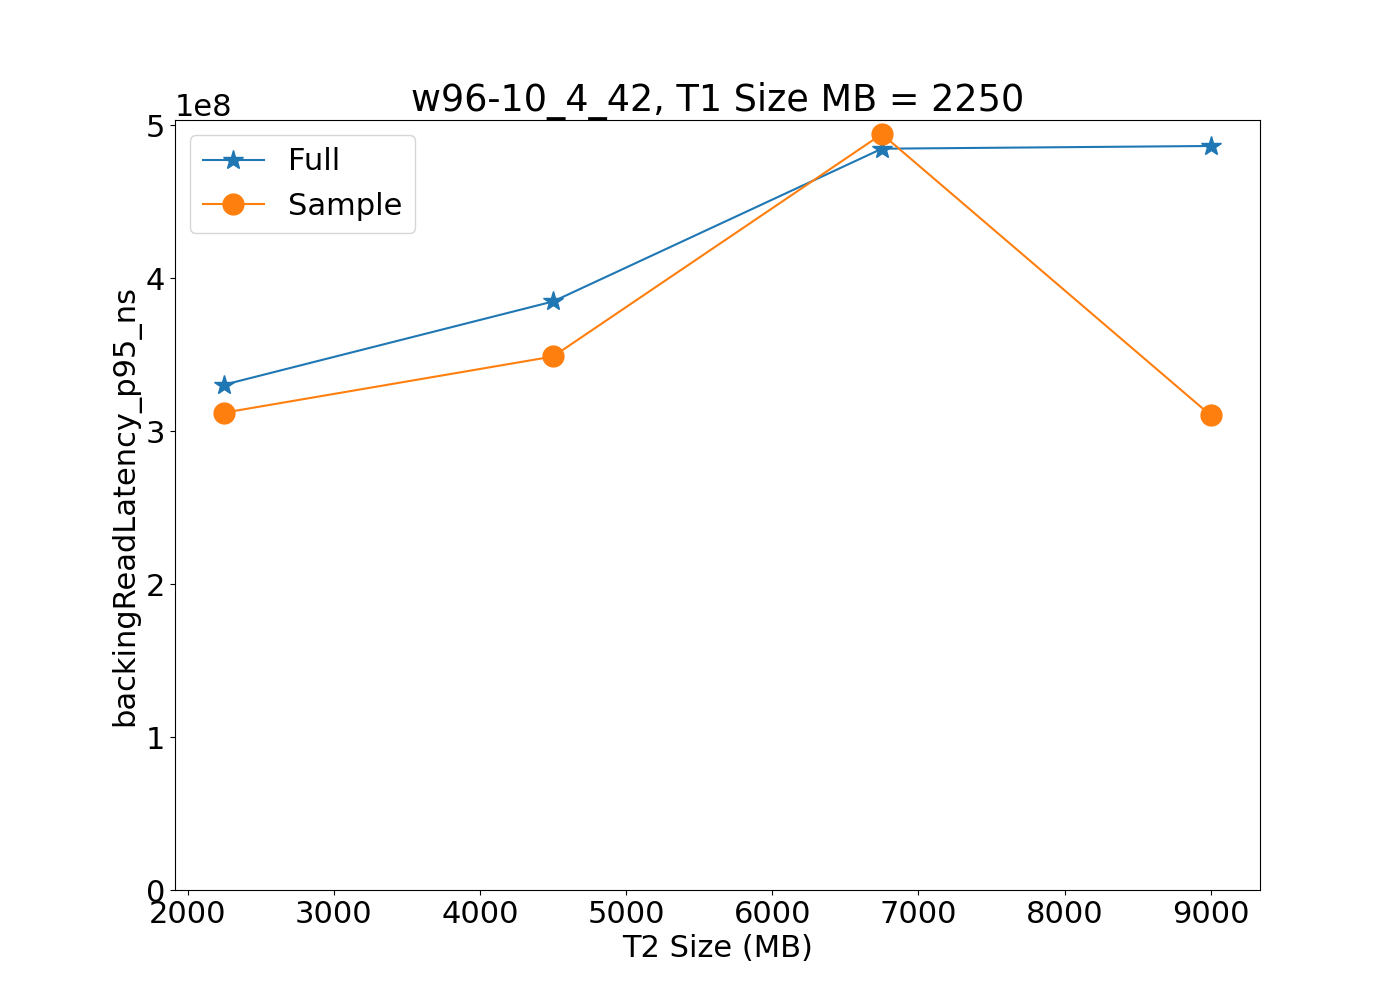 w96-10_4_42, T1 Size MB = 2250
1e8
5
4
3
2
1
0
Full
Sample
backingReadLatency_p95_ns
2000 3000 4000 5000 6000 7000 8000 9000
T2 Size (MB)